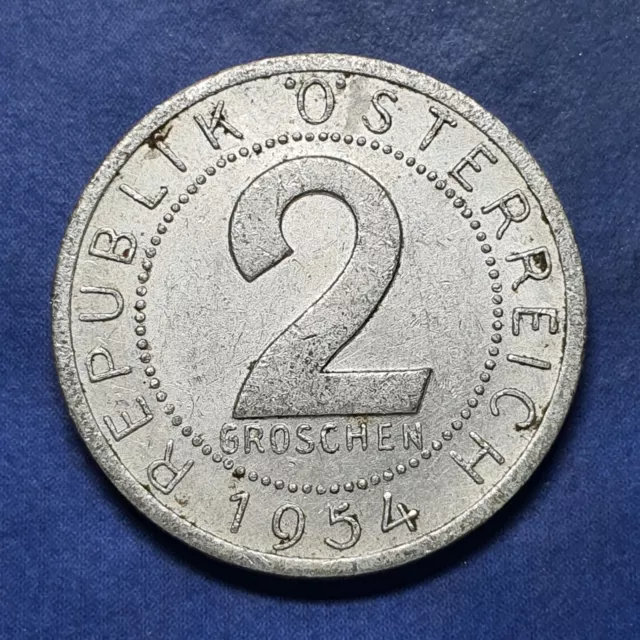 REPUBLIK ÖSTERREICH
2
GROSCHEN
1954